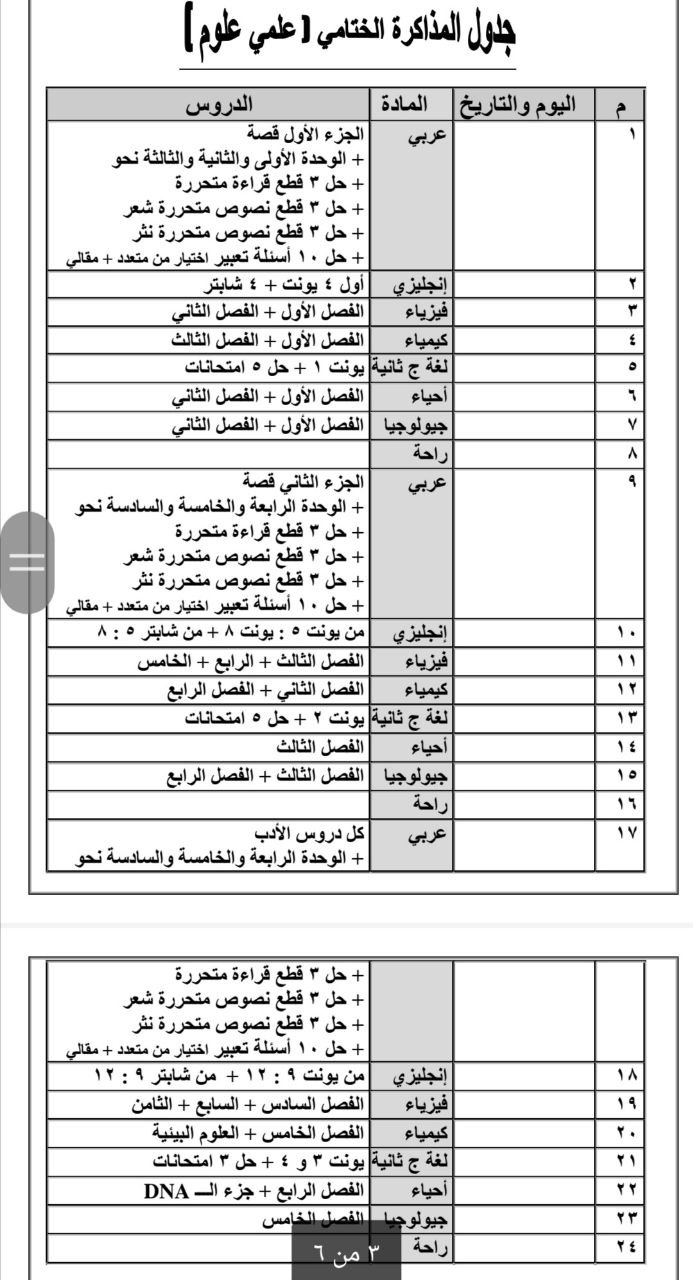 جدول المذاكرة الختامي [ علمي علوم ]
م اليوم والتاريخ المادة الدروس
١ عربي الجزء الأول قصة
+ الوحدة الأولى والثانية والثالثة نحو
+ حل ٣ قطع قراءة متحررة
+ حل ٣ قطع نصوص متحررة شعر
+ حل ٣ قطع نصوص متحررة نثر
+ حل ١٠ أسئلة تعبير اختيار من متعدد + مقالي
٢ إنجليزي أول ٤ يونت + ٤ شابتر
٣ فيزياء الفصل الأول + الفصل الثاني
٤ كيمياء الفصل الأول + الفصل الثالث
٥ لغة ج ثانية يونت ١ + حل ٥ امتحانات
٦ أحياء الفصل الأول + الفصل الثاني
٧ جيولوجيا الفصل الأول + الفصل الثاني
٨ راحة
٩ عربي الجزء الثاني قصة
+ الوحدة الرابعة والخامسة والسادسة نحو
+ حل ٣ قطع قراءة متحررة
+ حل ٣ قطع نصوص متحررة شعر
+ حل ٣ قطع نصوص متحررة نثر
+ حل ١٠ أسئلة تعبير اختيار من متعدد + مقالي
١٠ إنجليزي من يونت ٥ : يونت ٨ + من شابتر ٥ : ٨
١١ فيزياء الفصل الثالث + الرابع + الخامس
١٢ كيمياء الفصل الثاني + الفصل الرابع
١٣ لغة ج ثانية يونت ٢ + حل ٥ امتحانات
١٤ أحياء الفصل الثالث
١٥ جيولوجيا الفصل الثالث + الفصل الرابع
١٦ راحة
١٧ عربي كل دروس الأدب
+ الوحدة الرابعة والخامسة والسادسة نحو
+ حل ٣ قطع قراءة متحررة
+ حل ٣ قطع نصوص متحررة شعر
+ حل ٣ قطع نصوص متحررة نثر
+ حل ١٠ أسئلة تعبير اختيار من متعدد + مقالي
١٨ إنجليزي من يونت ٩ : ١٢ + من شابتر ٩ : ١٢
١٩ فيزياء الفصل السادس + السابع + الثامن
٢٠ كيمياء الفصل الخامس + العلوم البيئية
٢١ لغة ج ثانية يونت ٣ و ٤ + حل ٣ امتحانات
٢٢ أحياء الفصل الرابع + جزء الـــ DNA
٢٣ جيولوجيا الفصل الخامس
٢٤ راحة
٣ من ٦